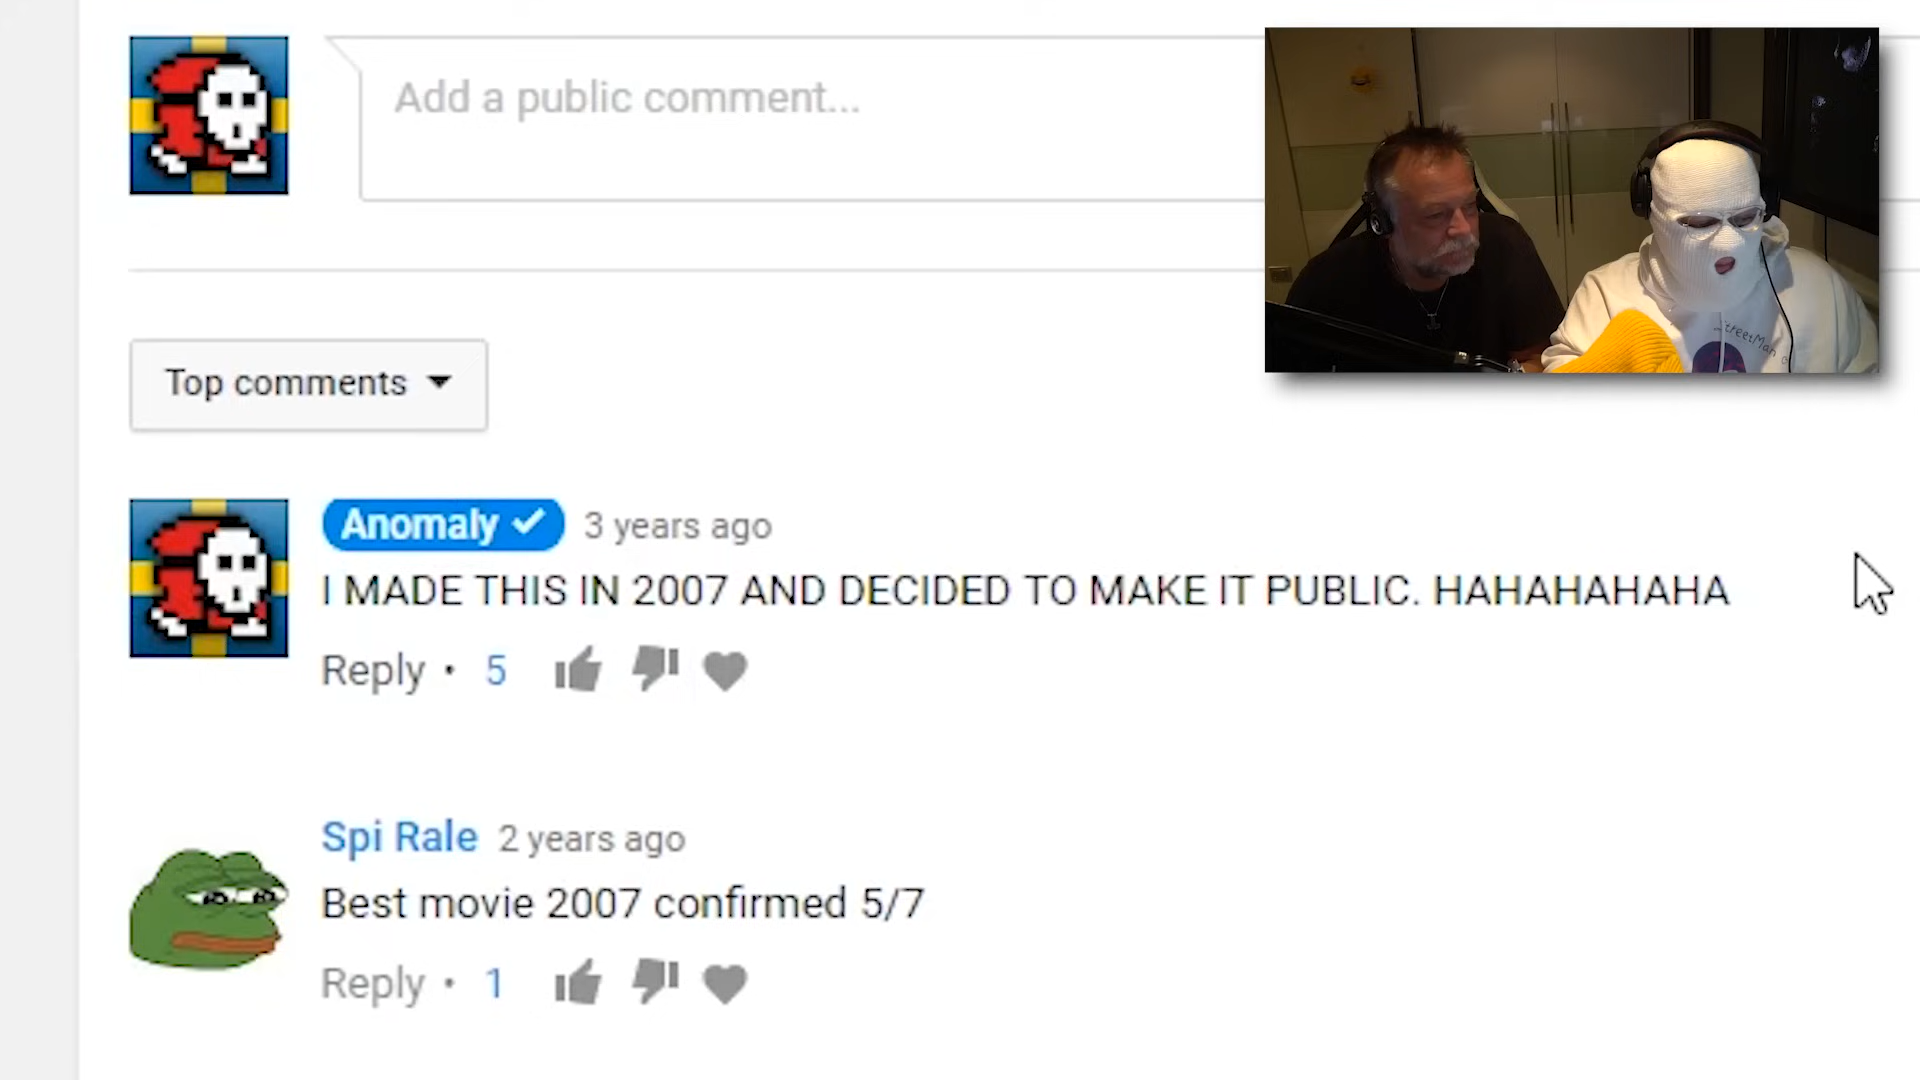 Add a public comment...
Top comments
Anomaly 3 years ago
I MADE THIS IN 2007 AND DECIDED TO MAKE IT PUBLIC. HAHAHAHAHA
Reply • 5
Spi Rale 2 years ago
Best movie 2007 confirmed 5/7
Reply • 1
StreetMan